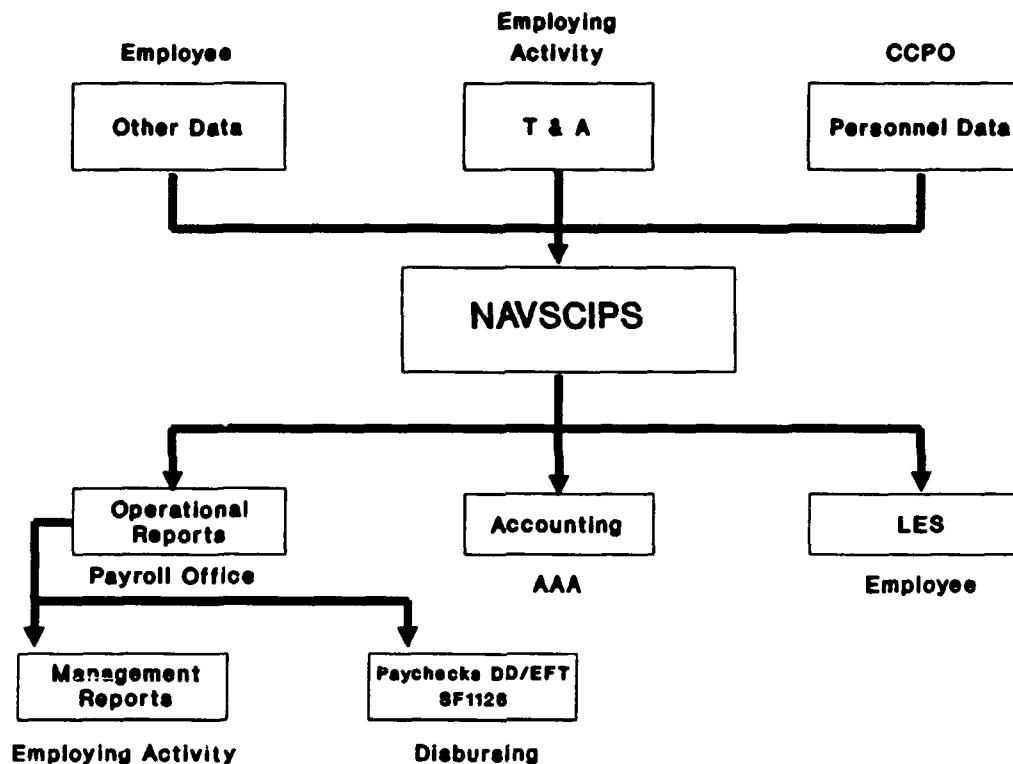 Employee
Employing
Activity
CCPO
Other Data
T & A
Personnel Data
NAVSCIPS
Operational
Reports
Accounting
LES
Payroll Office
AAA
Employee
Management
Reports
Paychecks DD/EFT
SF1126
Employing Activity
Disbursing